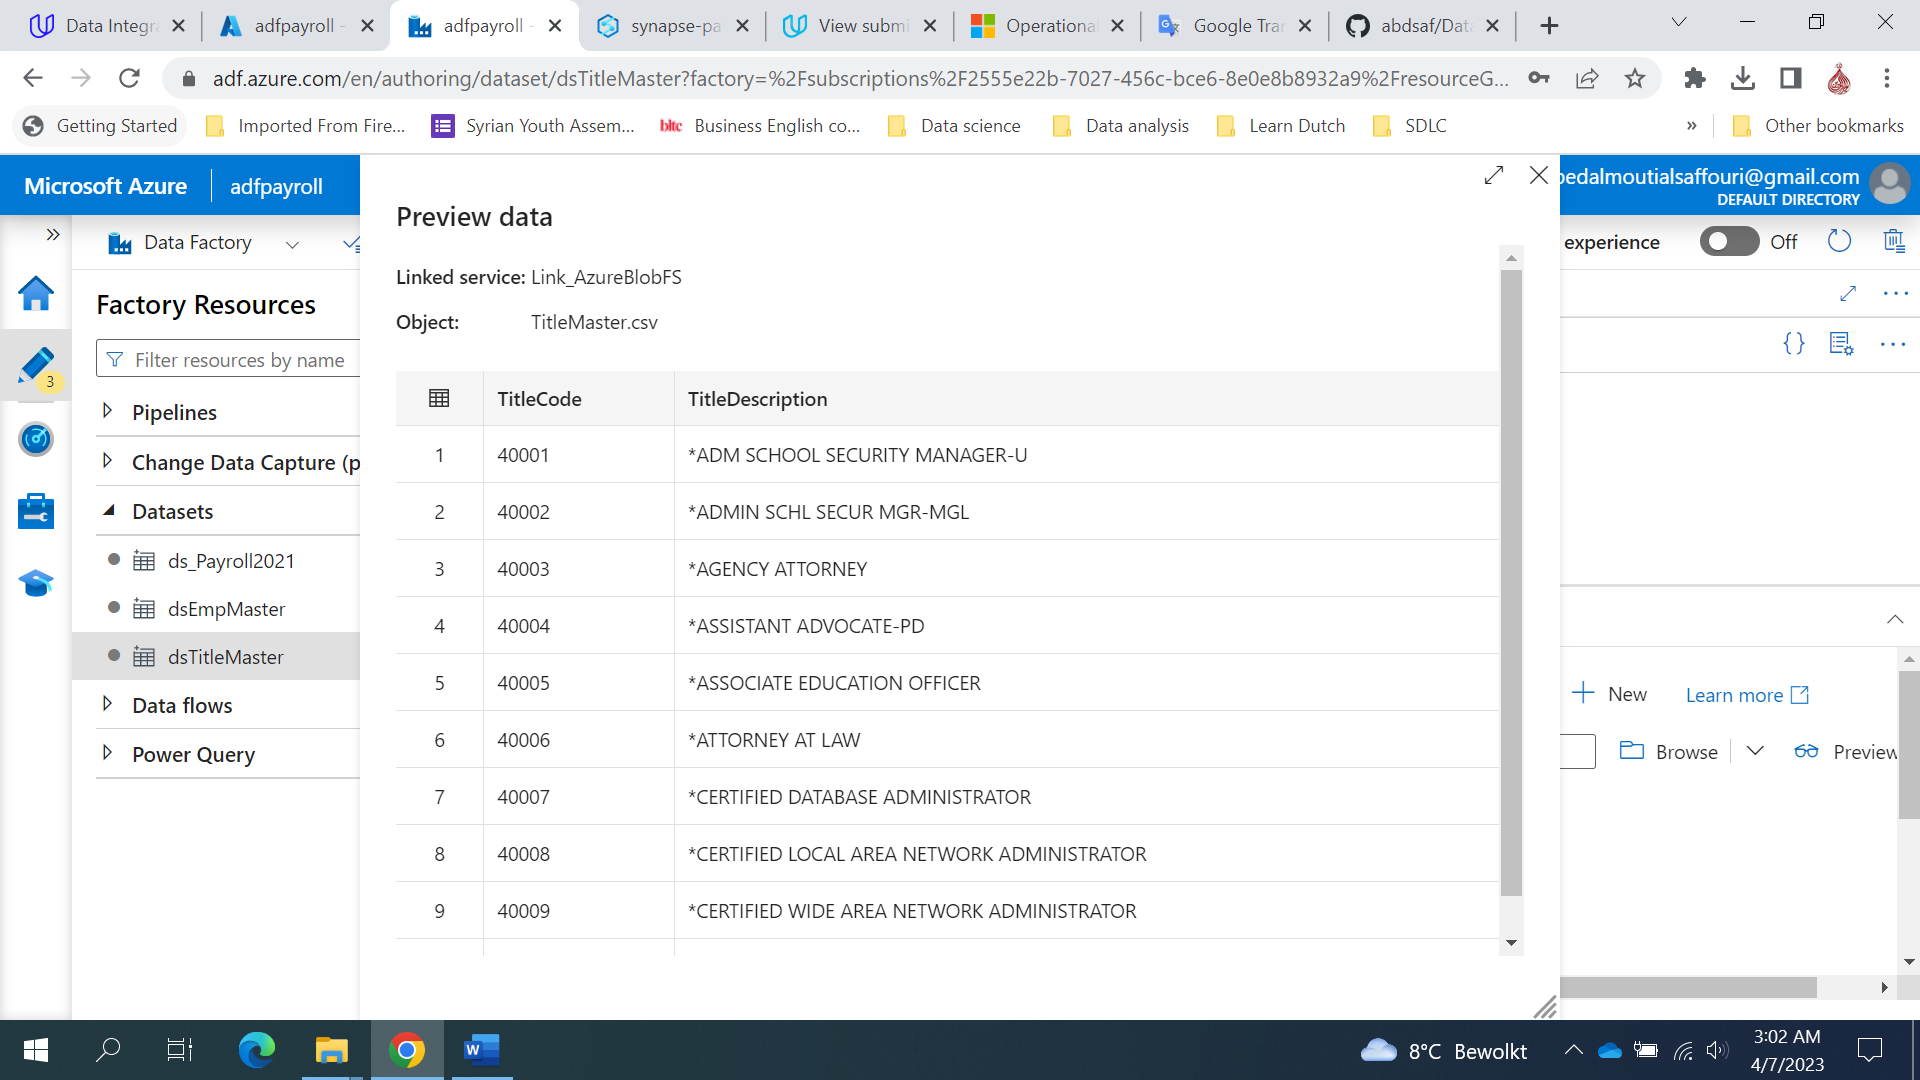 Data Integr
adfpayroll -
adfpayroll -
synapse-pa
View submi
Operational
Google Tran
abdsaf/Data
adf.azure.com/en/authoring/dataset/dsTitleMaster?factory=%2Fsubscriptions%2F2555e22b-7027-456c-bce6-8e0e8b8932a9%2FresourceG...
Getting Started
Imported From Fire...
Syrian Youth Assem...
bitc Business English co...
Data science
Data analysis
Learn Dutch
SDLC
»
Other bookmarks
Microsoft Azure
adfpayroll
pedalmoutialsaffouri@gmail.com
DEFAULT DIRECTORY
Data Factory
experience
Off
Factory Resources
Filter resources by name
3
Pipelines
Change Data Capture (p
Datasets
ds_Payroll2021
dsEmpMaster
dsTitleMaster
Data flows
Power Query
Preview data
Linked service: Link_AzureBlobFS
Object: TitleMaster.csv
TitleCode TitleDescription
1 40001 *ADM SCHOOL SECURITY MANAGER-U
2 40002 *ADMIN SCHL SECUR MGR-MGL
3 40003 *AGENCY ATTORNEY
4 40004 *ASSISTANT ADVOCATE-PD
5 40005 *ASSOCIATE EDUCATION OFFICER
6 40006 *ATTORNEY AT LAW
7 40007 *CERTIFIED DATABASE ADMINISTRATOR
8 40008 *CERTIFIED LOCAL AREA NETWORK ADMINISTRATOR
9 40009 *CERTIFIED WIDE AREA NETWORK ADMINISTRATOR
{}
New
Learn more
Browse
Preview
W
8°C Bewolkt
3:02 AM
4/7/2023